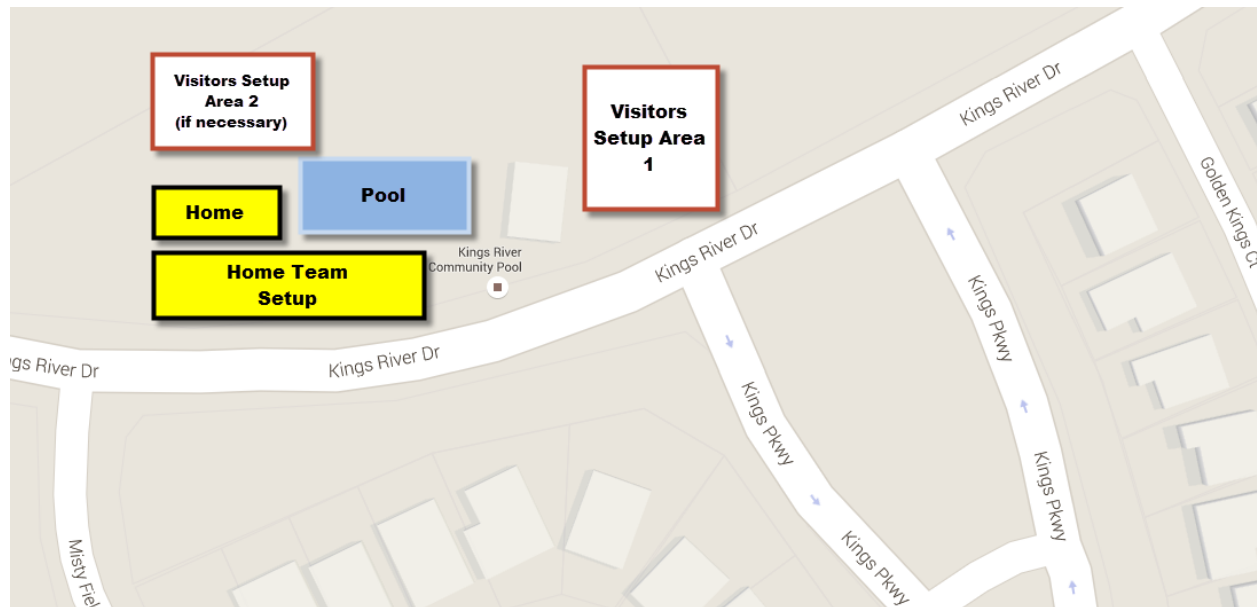 Visitors Setup
Area 2
(if necessary)
Visitors
Setup Area
1
Pool
Home
Home Team
Setup
Kings River
Community Pool
Kings River Dr
Kings River Dr
Kings River Dr
gs River Dr
Golden Kings Ct
Kings Pkwy
Kings Pkwy
Kings Pkwy
Kings Pkwy
Misty Fiel